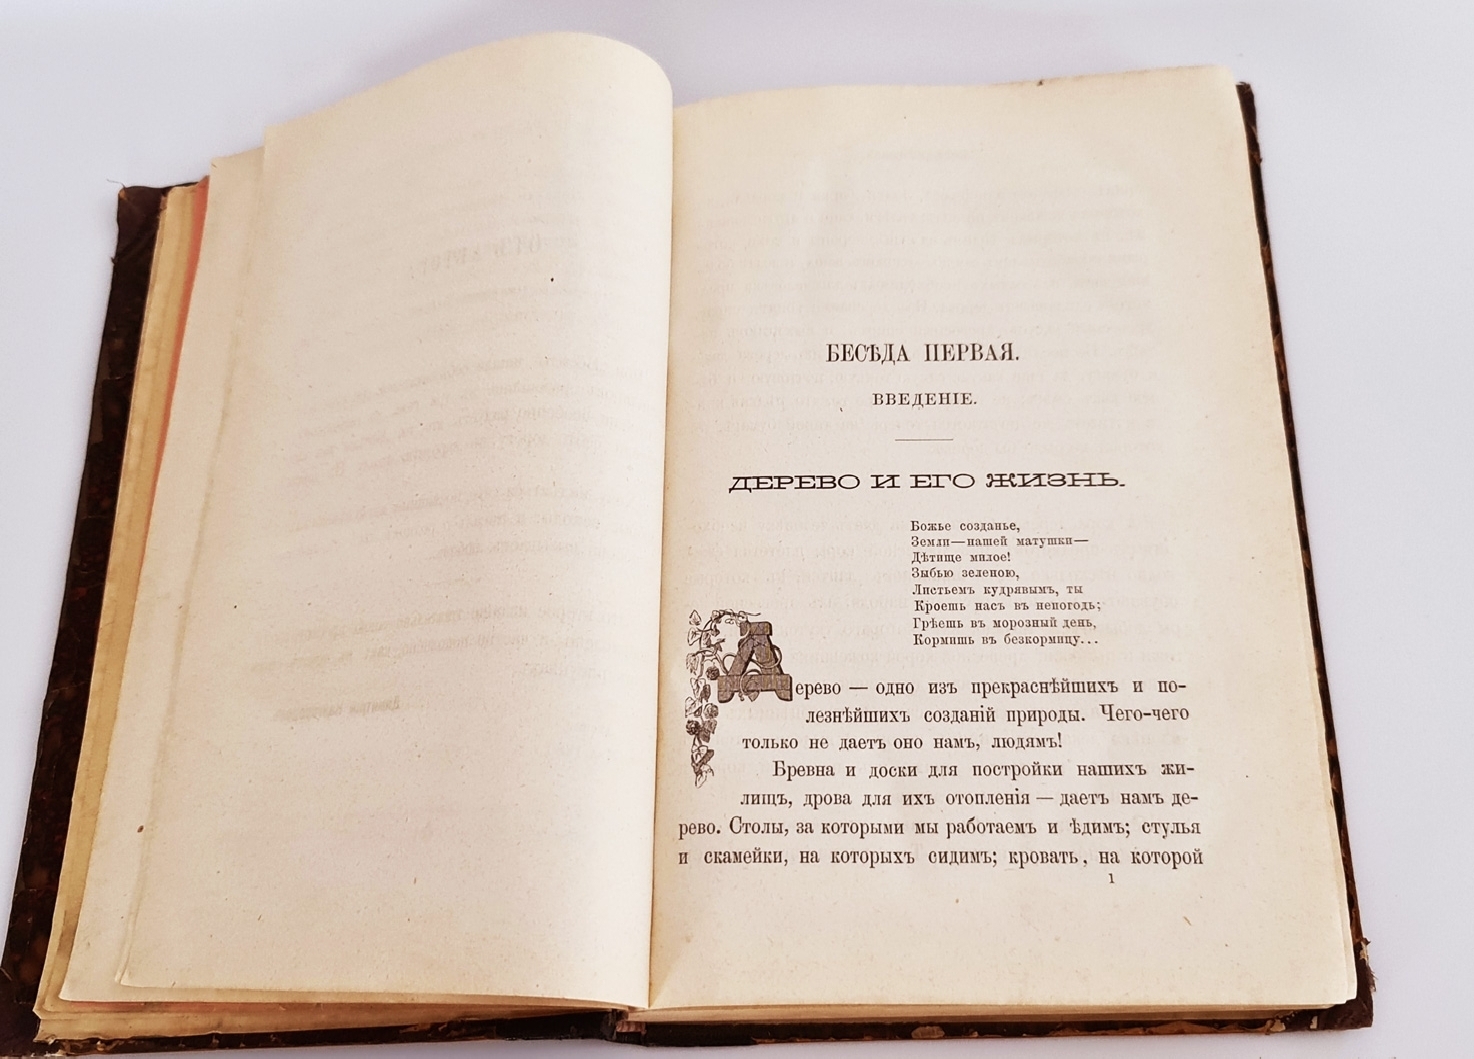 БЕСѢДА ПЕРВАЯ.
ВВЕДЕНІЕ.
ДЕРЕВО И ЕГО ЖИЗНЬ.
Божье созданье,
Земли—нашей матушки—
Дѣтище милое!
Зыбью зеленою,
Листьемъ кудрявымъ, ты
Кроешь насъ въ непогодь;
Грѣешь въ морозный день,
Кормишь въ безкормицу...
Дерево — одно изъ прекраснѣйшихъ и по-
лезнѣйшихъ созданій природы. Чего-чего
только не даетъ оно намъ, людямъ!
Бревна и доски для постройки нашихъ жи-
лищъ, дрова для ихъ отопленія — даетъ намъ де-
рево. Столы, за которыми мы работаемъ и ѣдимъ; стулья
и скамейки, на которыхъ сидимъ; кровать, на которой
1